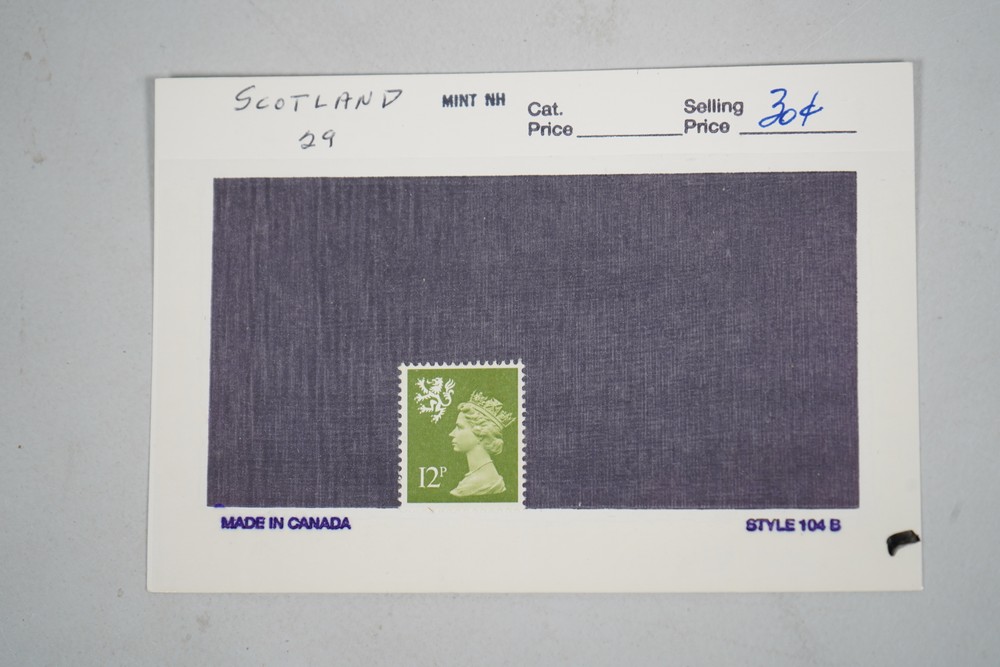 SCOTLAND MINT NH Cat. Selling 30¢
29 Price Price
12P
MADE IN CANADA STYLE 104 B